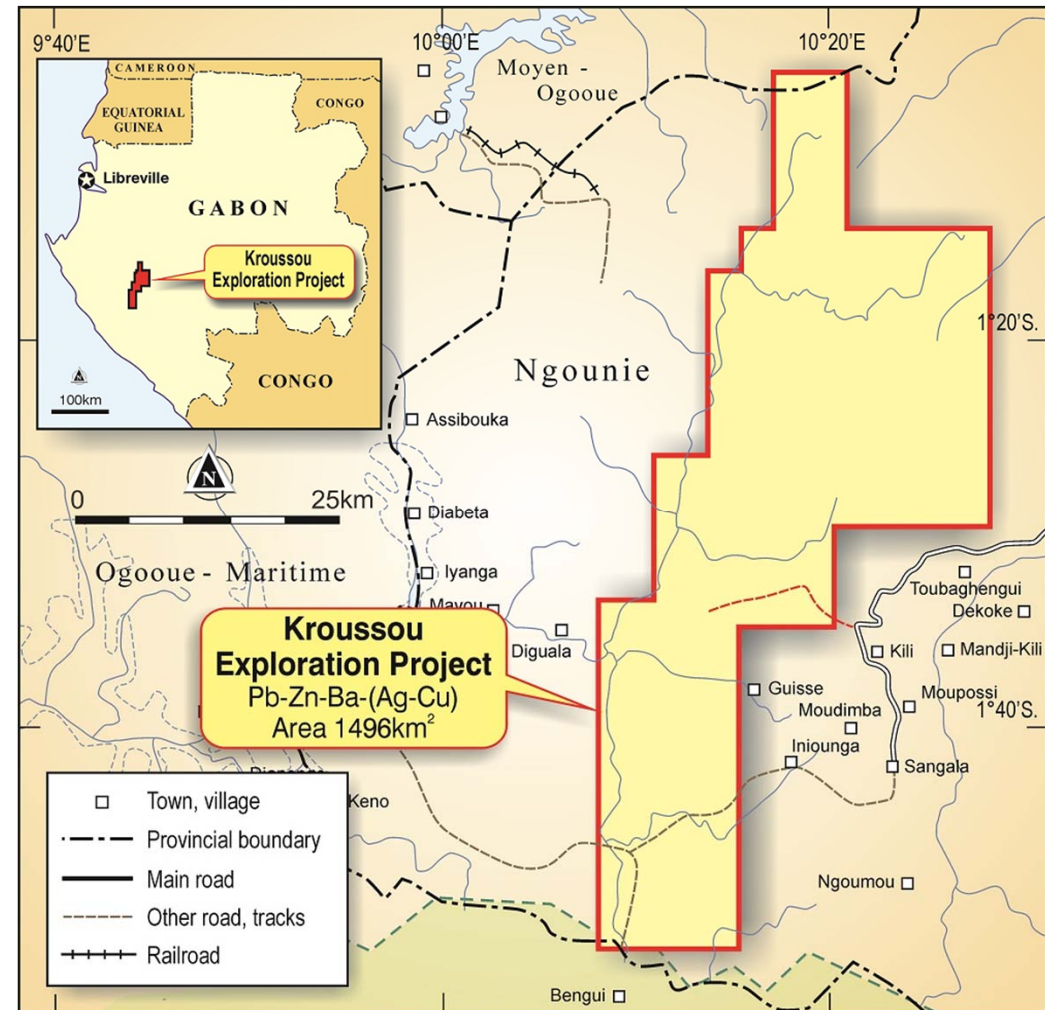 9°40'E
10°00'E
10°20'E
CAMEROON
EQUATORIAL
GUINEA
CONGO
Libreville
GABON
Kroussou
Exploration Project
CONGO
N
100km
Moyen -
Ogooue
1°20'S.
Ngounie
Assibouka
N
0 25km
Diabeta
Ogooue - Maritime
Iyanga
Mayou
Toubaghengui
Dekoke
Kroussou
Exploration Project
Pb-Zn-Ba-(Ag-Cu)
Area 1496km²
Diguala
Kili
Mandji-Kili
Guisse
Moupossi
Moudimba
1°40'S.
Iniounga
Sangala
Keno
Ngoumou
Bengui
Town, village
Provincial boundary
Main road
Other road, tracks
Railroad